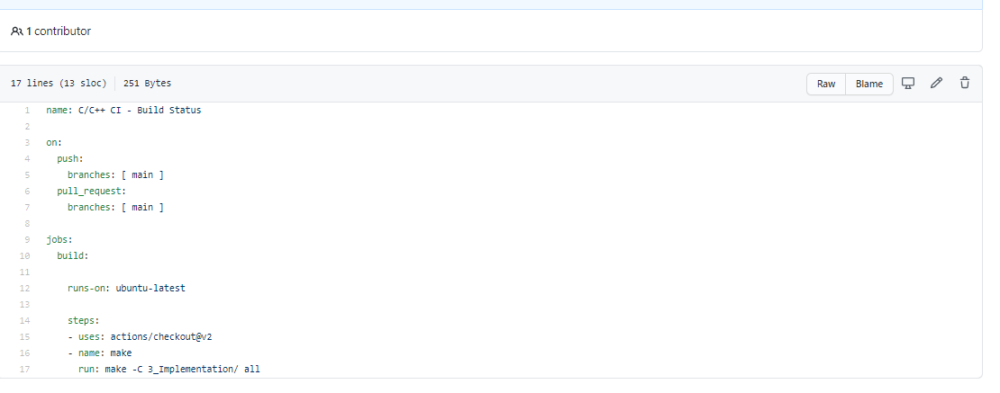 1 contributor
17 lines (13 sloc) 251 Bytes Raw Blame
1 name: C/C++ CI - Build Status
2
3 on:
4   push:
5     branches: [ main ]
6   pull_request:
7     branches: [ main ]
8
9 jobs:
10   build:
11
12     runs-on: ubuntu-latest
13
14     steps:
15     - uses: actions/checkout@v2
16     - name: make
17       run: make -C 3_Implementation/ all